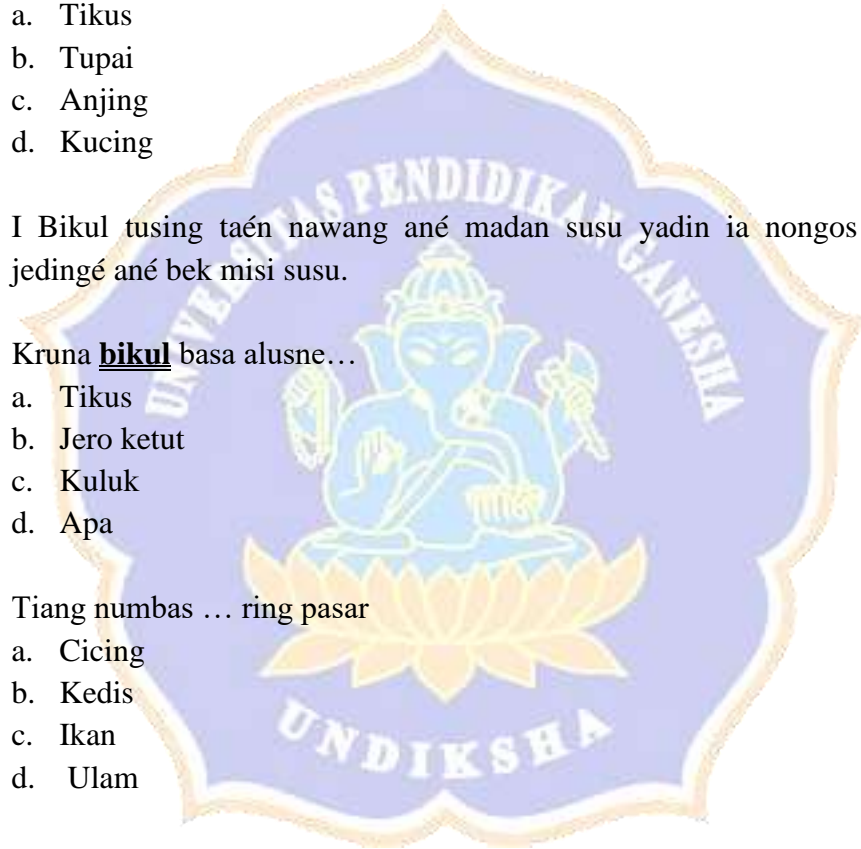 a. Tikus
b. Tupai
c. Anjing
d. Kucing
I Bikul tusing taén nawang ané madan susu yadin ia nongos
jedingé ané bek misi susu.
Kruna bikul basa alusne…
a. Tikus
b. Jero ketut
c. Kuluk
d. Apa
Tiang numbas … ring pasar
a. Cicing
b. Kedis
c. Ikan
d. Ulam
UNIVERSITAS PENDIDIKAN GANESHA
UNDIKSHA